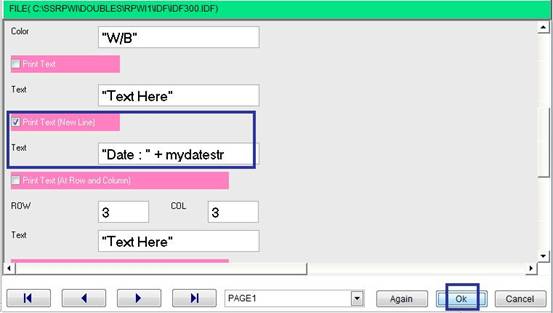 FILE( C:\SSRPWI\DOUBLES\RPWI1\IDF\IDF300.IDF)
Color "W/B"
Print Text
Text "Text Here"
Print Text (New Line)
Text "Date : " + mydatestr
Print Text (At Row and Column)
ROW 3 COL 3
Text "Text Here"
PAGE1 Again Ok Cancel